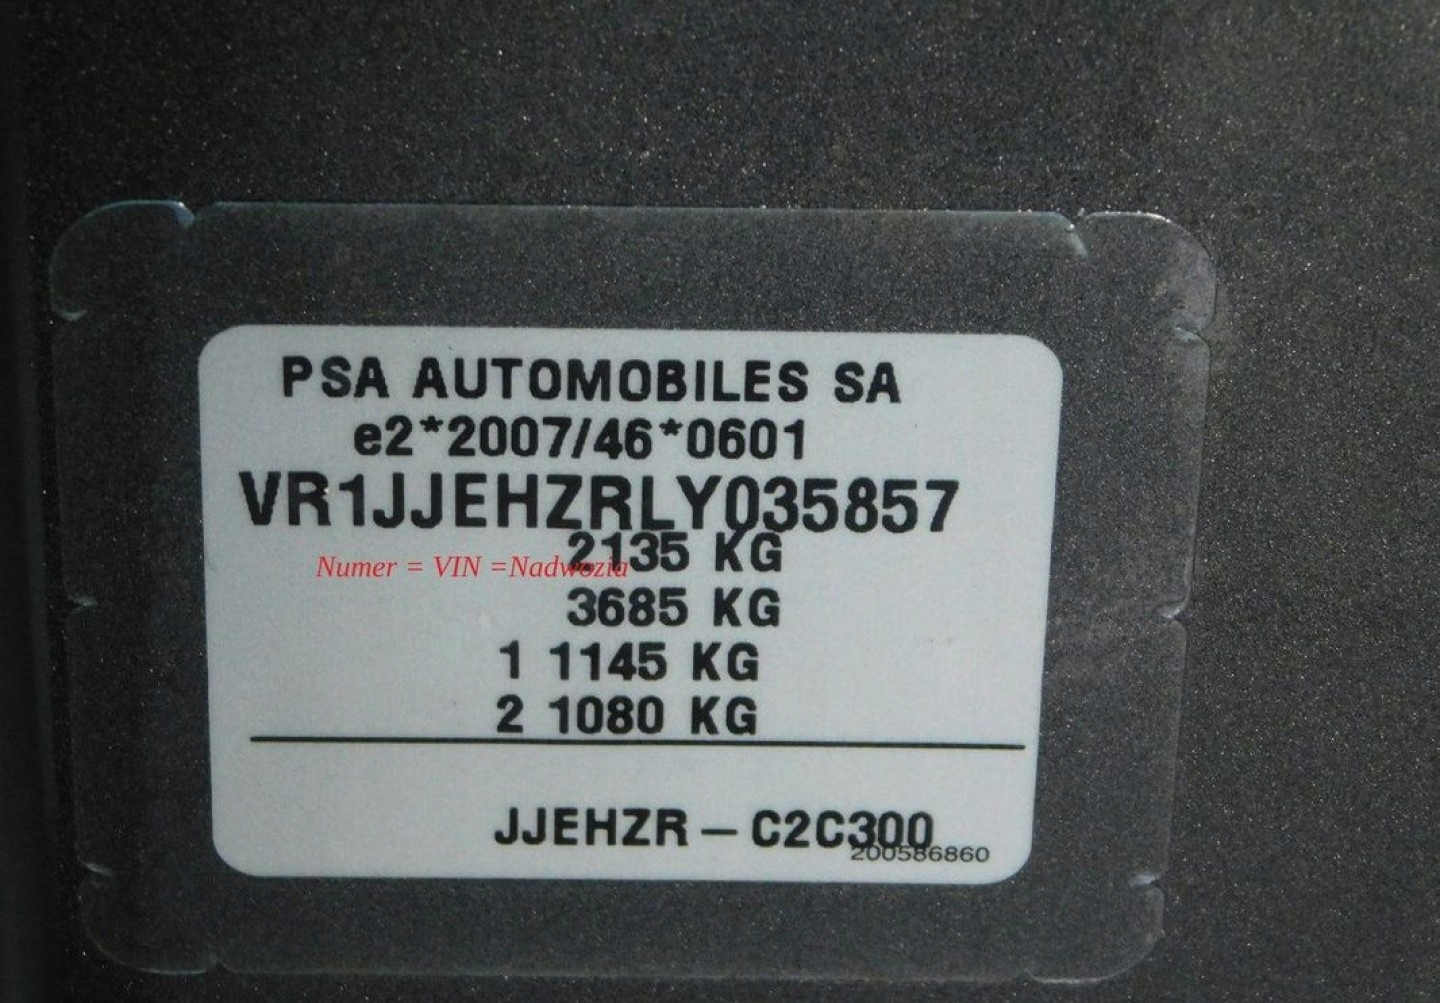 PSA AUTOMOBILES SA
e2*2007/46*0601
VR1JJEHZRLY035857
2135 KG
Numer = VIN =Nadwozia
3685 KG
1 1145 KG
2 1080 KG
JJEHZR – C2C300
200586860